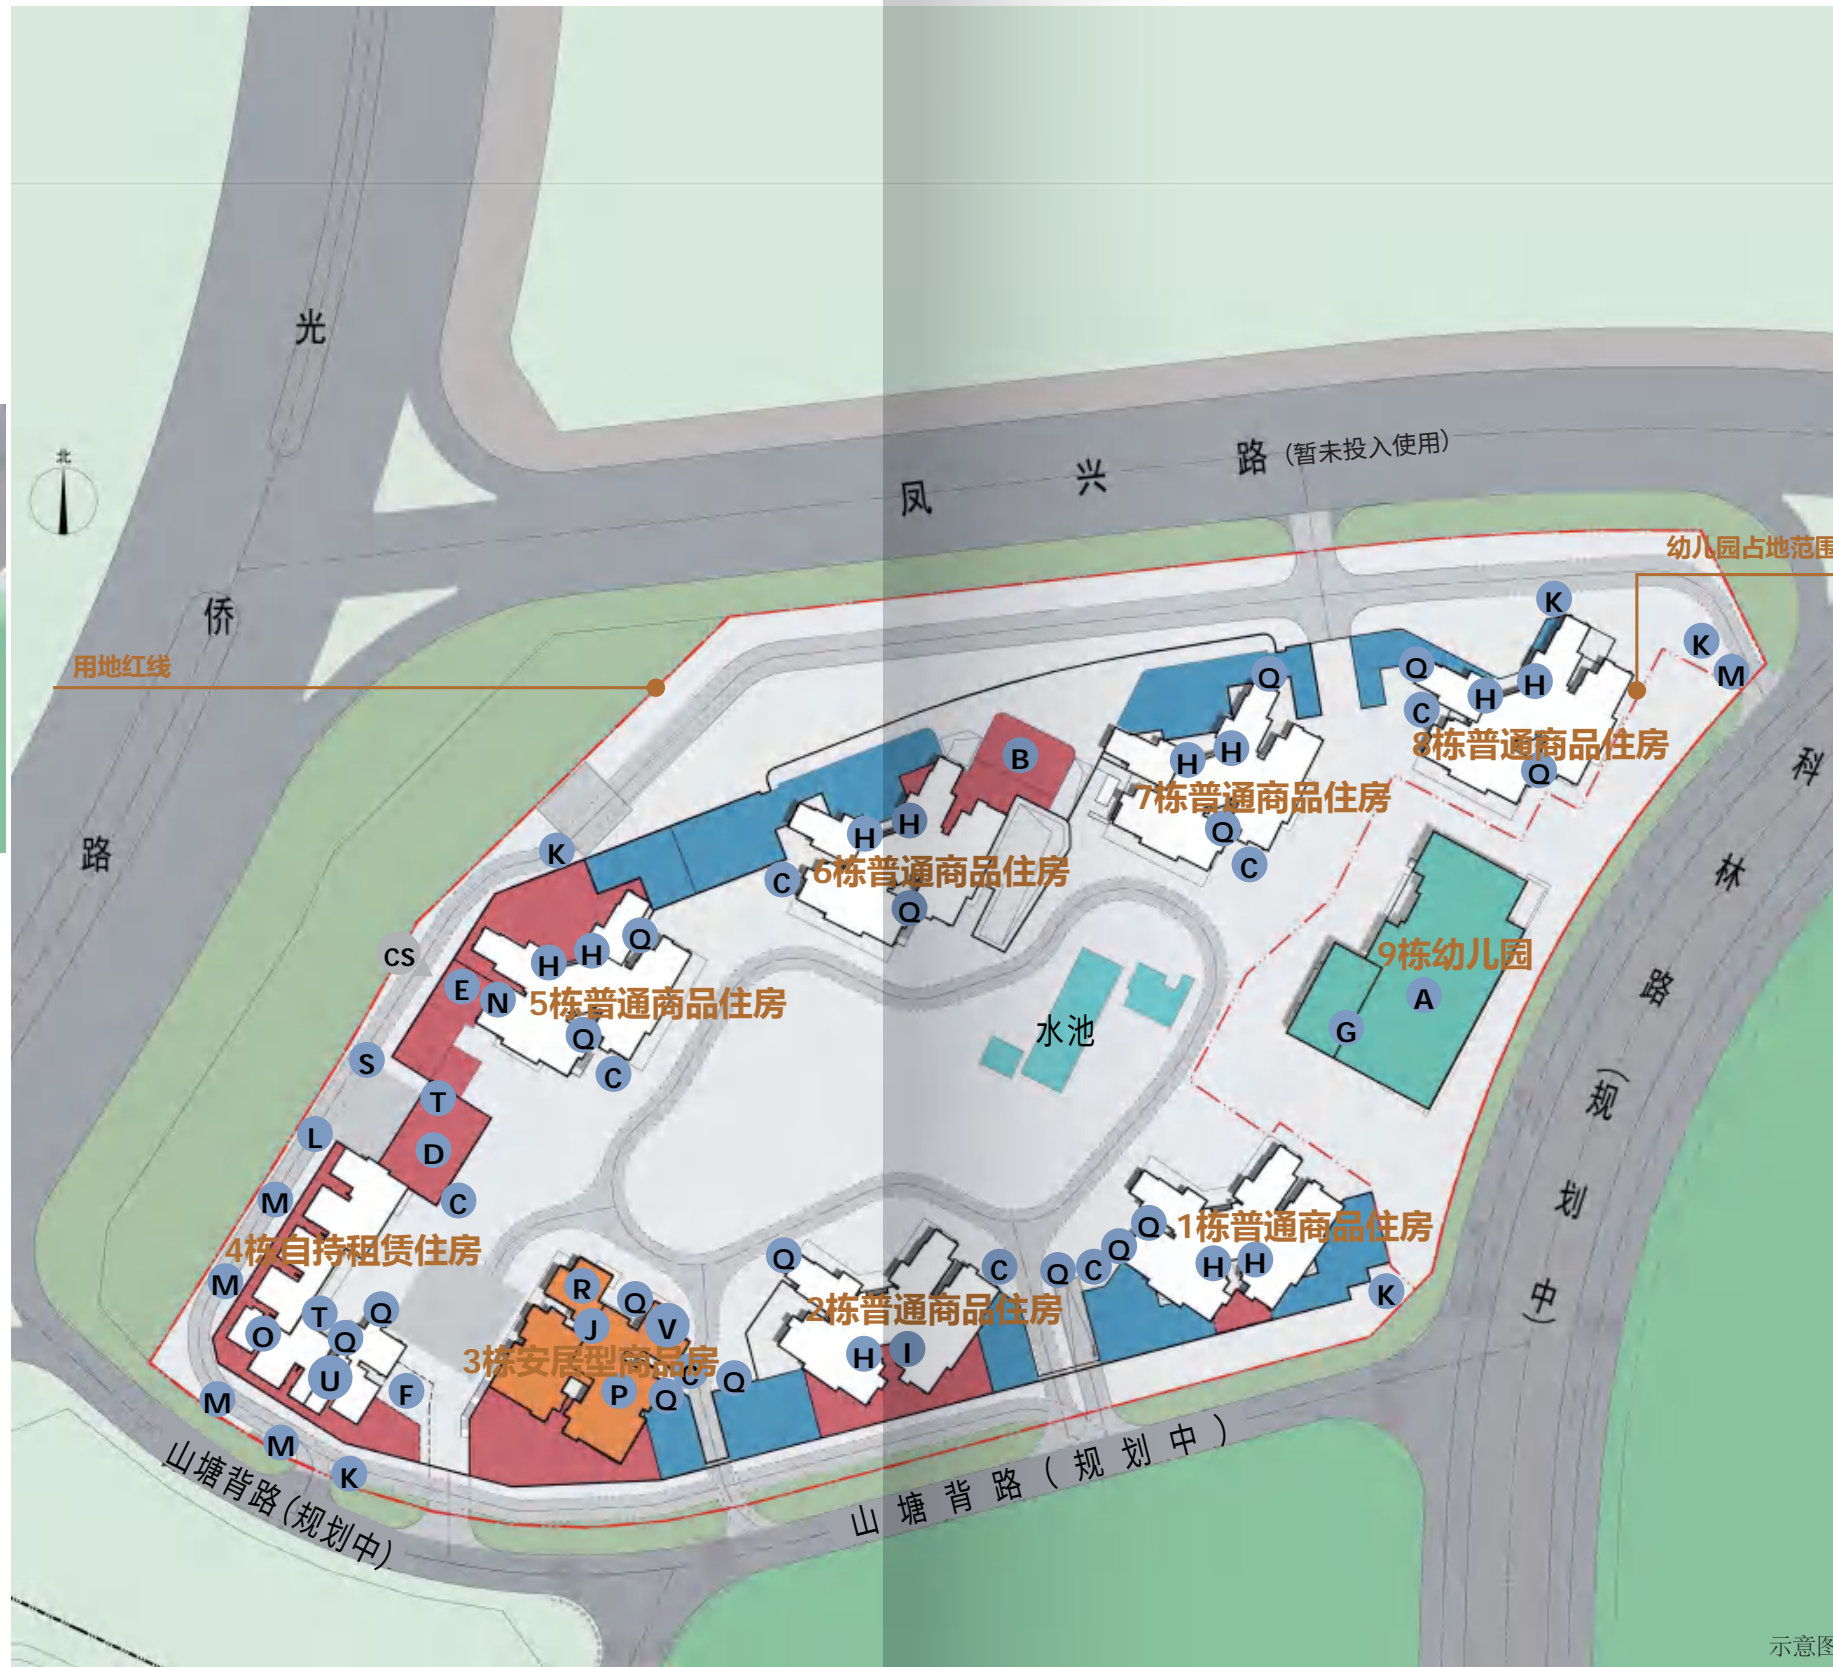 光
侨
路
北
凤兴路(暂未投入使用)
幼儿园占地范围
用地红线
K
K
M
Q
Q
H
H
C
8栋普通商品住房
Q
H
H
7栋普通商品住房
Q
C
B
H
H
6栋普通商品住房
C
Q
K
CS
Q
H
H
E
N
5栋普通商品住房
Q
C
S
T
L
D
M
C
4栋自持租赁住房
M
T
Q
O
Q
U
F
M
M
K
R
Q
J
V
3栋安居型商品房
P
C
Q
Q
Q
C
2栋普通商品住房
H
I
Q
C
Q
Q
1栋普通商品住房
H
H
K
水池
9栋幼儿园
A
G
科林路(规划中)
山塘背路(规划中)
山塘背路(规划中)
示意图